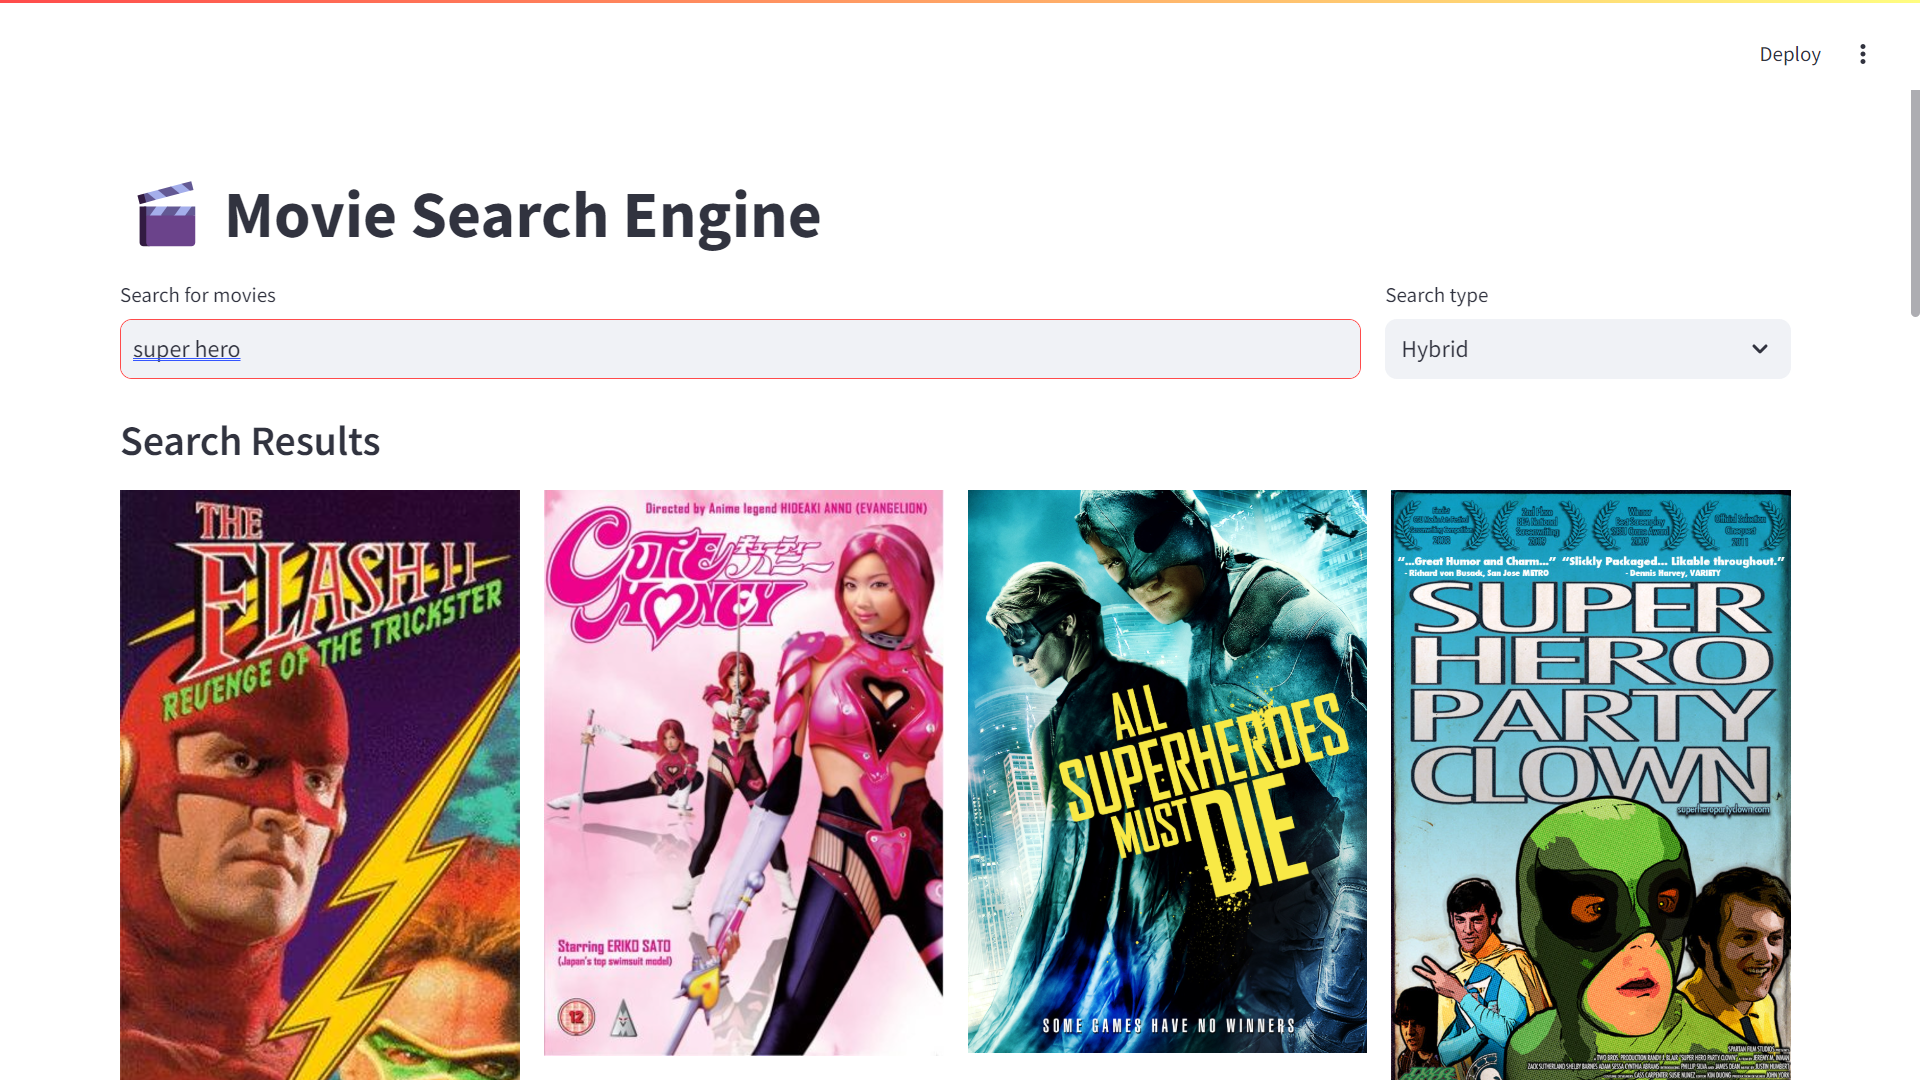 Deploy
Movie Search Engine
Search for movies
Search type
super hero
Hybrid
Search Results
THE
FLASH II
REVENGE OF THE TRICKSTER
Directed by Anime legend HIDEAKI ANNO (EVANGELION)
CUTIE
キューティー
ハニー
HONEY
Starring ERIKO SATO
(Japan's top swimsuit model)
12
ALL
SUPERHEROES
MUST DIE
SOME GAMES HAVE NO WINNERS
"...Great Humor and Charm..."
- Richard von Busack, San Jose METRO
"Slickly Packaged... Likable throughout."
- Dennis Harvey, VARIETY
SUPER
HERO
PARTY
CLOWN
superheropartyclown.com
SPARTAN FILM STUDIOS